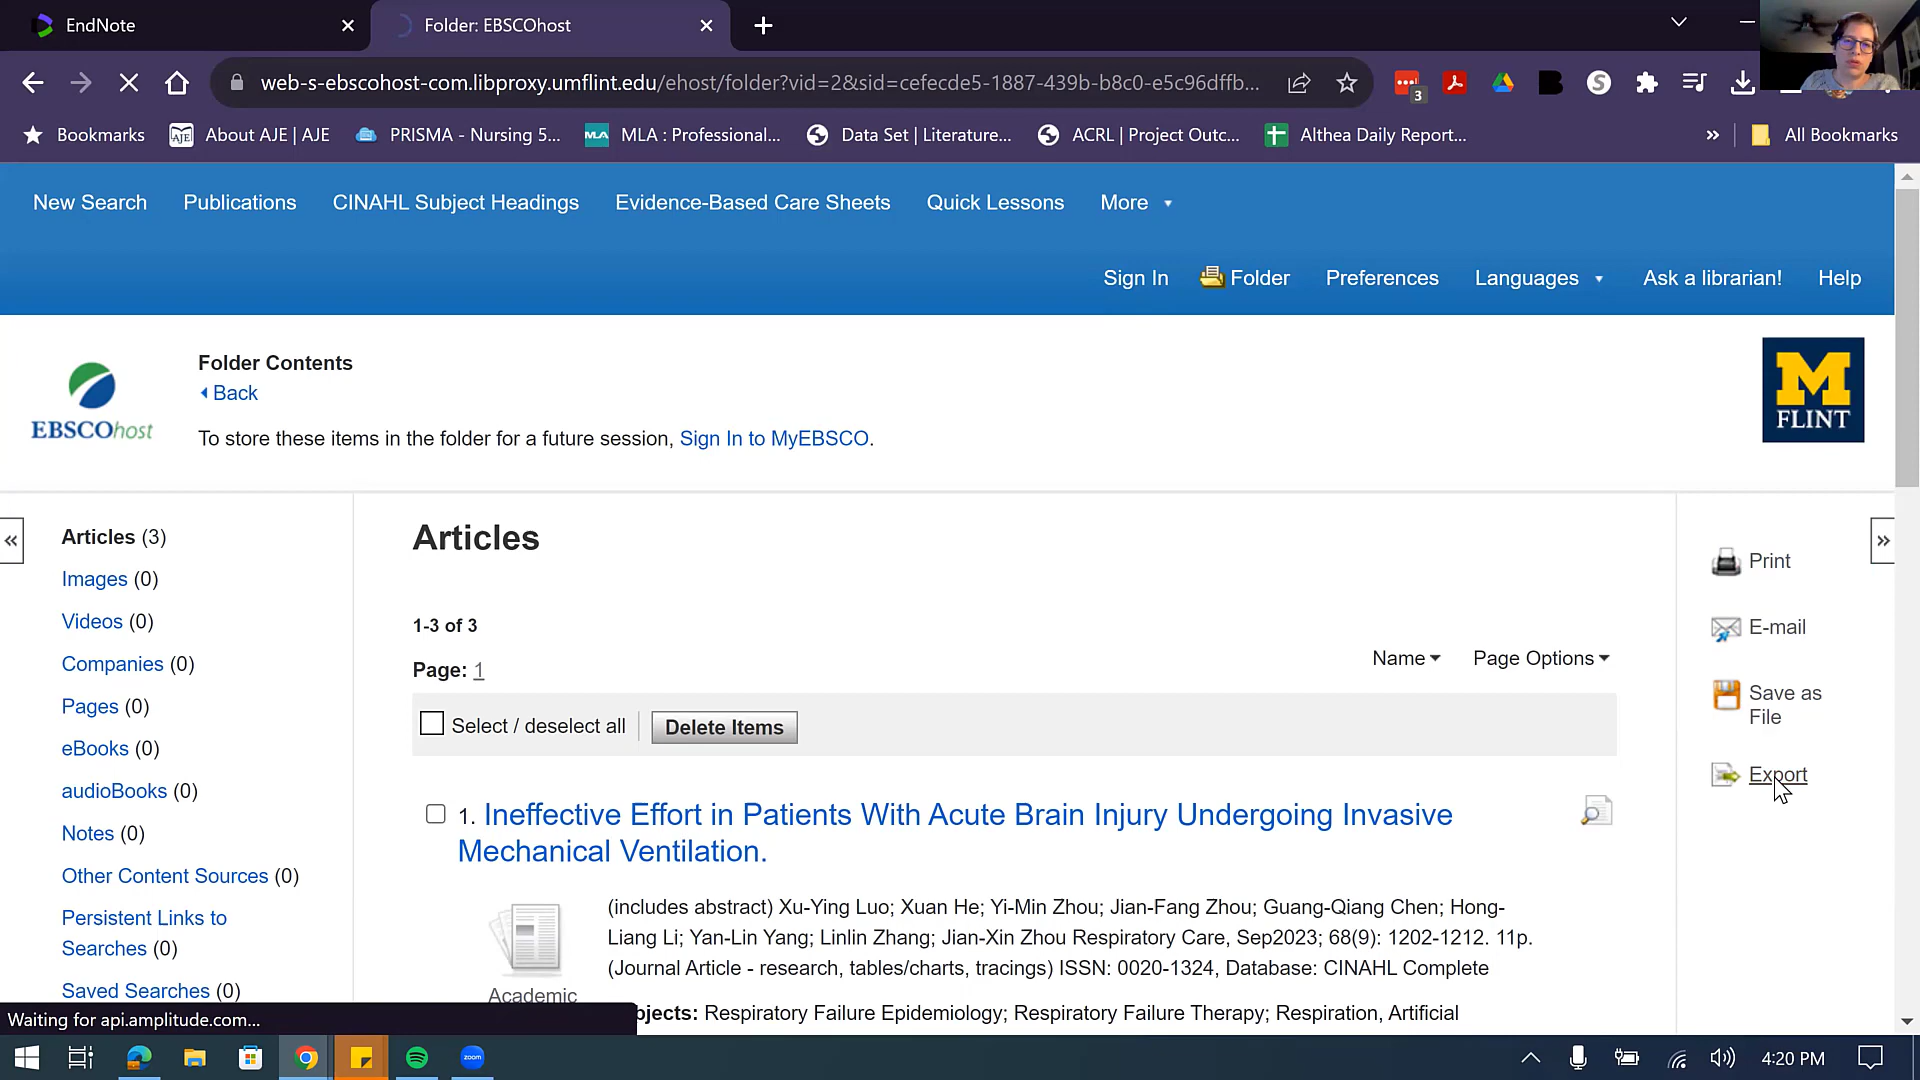 EndNote
Folder: EBSCOhost
web-s-ebscohost-com.libproxy.umflint.edu/ehost/folder?vid=2&sid=cefecde5-1887-439b-b8c0-e5c96dffb...
3
Bookmarks
AJE
About AJE | AJE
PRISMA - Nursing 5...
MLA
MLA : Professional...
Data Set | Literature...
ACRL | Project Outc...
Althea Daily Report...
All Bookmarks
New Search
Publications
CINAHL Subject Headings
Evidence-Based Care Sheets
Quick Lessons
More
Sign In
Folder
Preferences
Languages
Ask a librarian!
Help
EBSCOhost
Folder Contents
Back
To store these items in the folder for a future session, Sign In to MyEBSCO.
M
FLINT
Articles (3)
Images (0)
Videos (0)
Companies (0)
Pages (0)
eBooks (0)
audioBooks (0)
Notes (0)
Other Content Sources (0)
Persistent Links to
Searches (0)
Saved Searches (0)
Articles
1-3 of 3
Page: 1
Name
Page Options
Select / deselect all
Delete Items
1. Ineffective Effort in Patients With Acute Brain Injury Undergoing Invasive
Mechanical Ventilation.
(includes abstract) Xu-Ying Luo; Xuan He; Yi-Min Zhou; Jian-Fang Zhou; Guang-Qiang Chen; Hong-
Liang Li; Yan-Lin Yang; Linlin Zhang; Jian-Xin Zhou Respiratory Care, Sep2023; 68(9): 1202-1212. 11p.
(Journal Article - research, tables/charts, tracings) ISSN: 0020-1324, Database: CINAHL Complete
Academic
bjects: Respiratory Failure Epidemiology; Respiratory Failure Therapy; Respiration, Artificial
Print
E-mail
Save as
File
Export
Waiting for api.amplitude.com...
zoom
4:20 PM